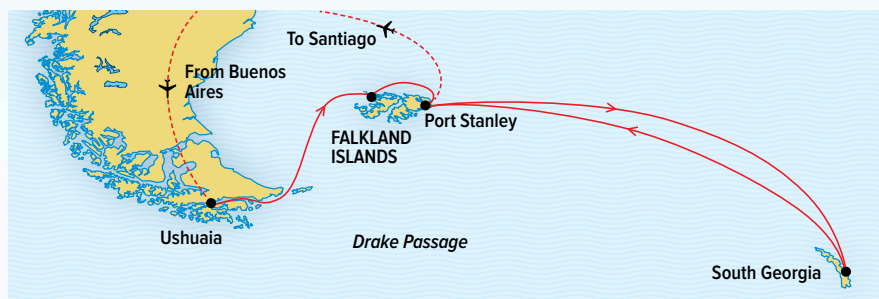 To Santiago
From Buenos
Aires
Port Stanley
FALKLAND
ISLANDS
Ushuaia
Drake Passage
South Georgia